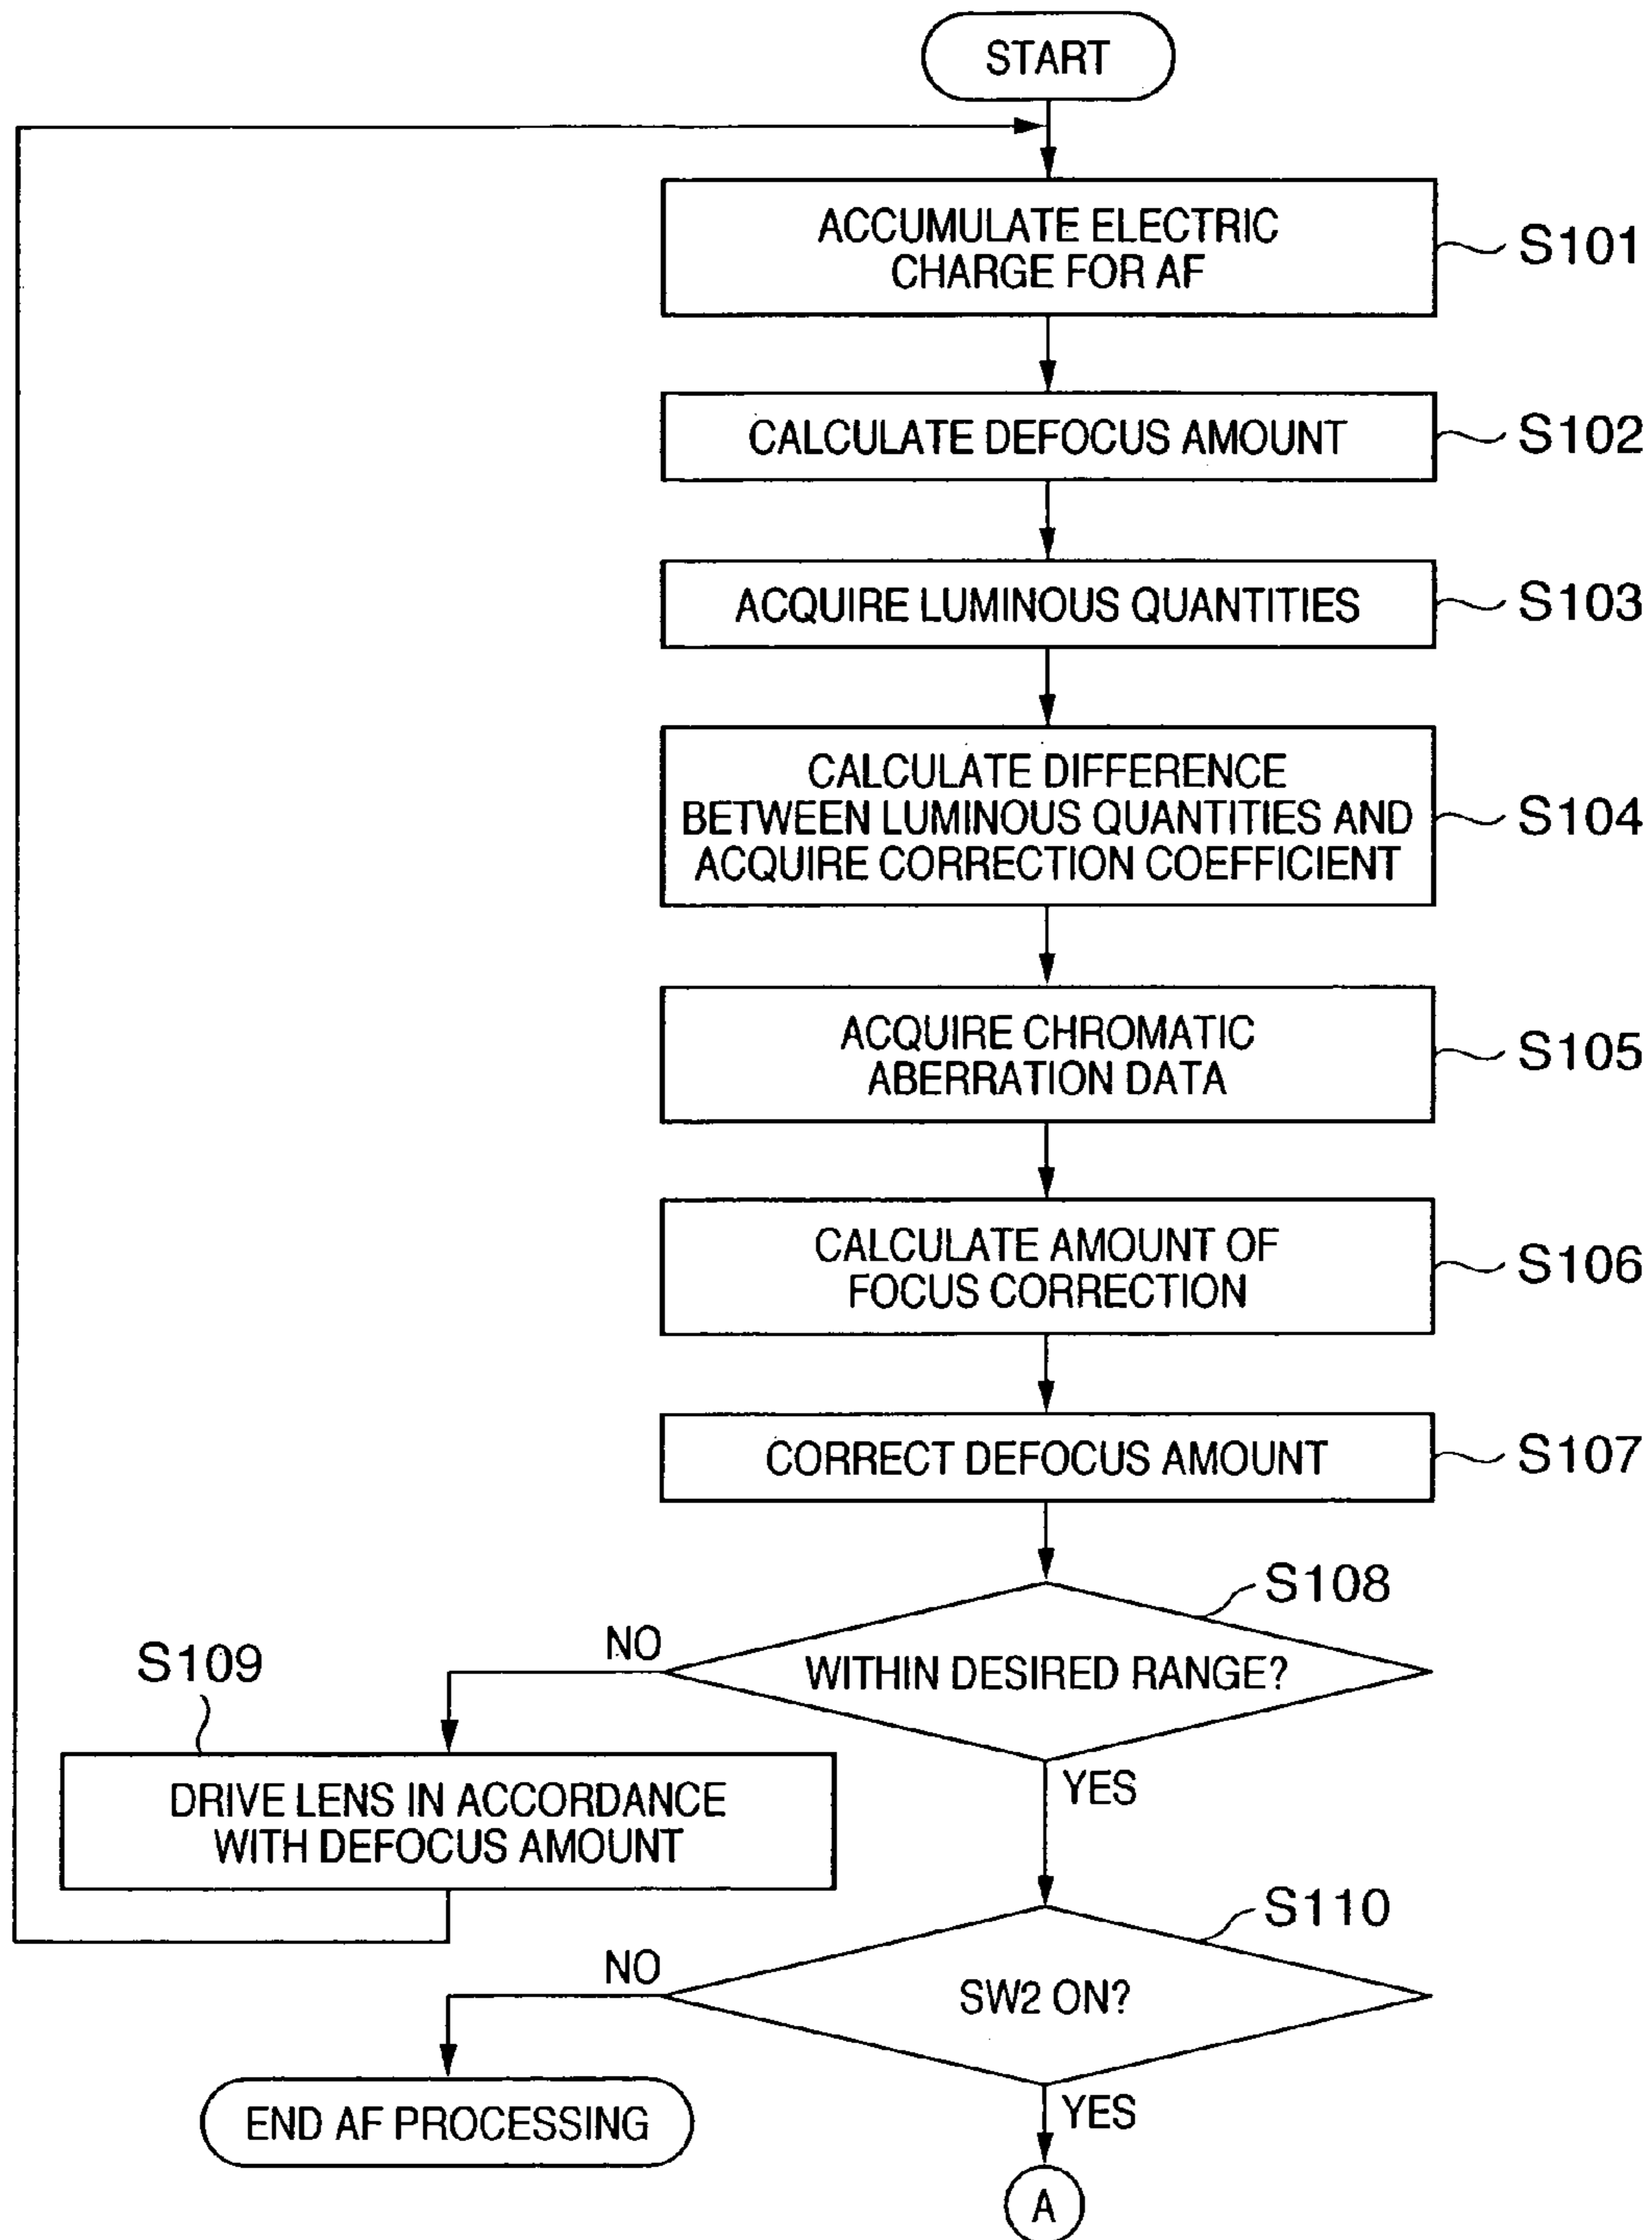 START
ACCUMULATE ELECTRIC
CHARGE FOR AF
S101
CALCULATE DEFOCUS AMOUNT
S102
ACQUIRE LUMINOUS QUANTITIES
S103
CALCULATE DIFFERENCE
BETWEEN LUMINOUS QUANTITIES AND
ACQUIRE CORRECTION COEFFICIENT
S104
ACQUIRE CHROMATIC
ABERRATION DATA
S105
CALCULATE AMOUNT OF
FOCUS CORRECTION
S106
CORRECT DEFOCUS AMOUNT
S107
S108
WITHIN DESIRED RANGE?
NO
YES
S109
DRIVE LENS IN ACCORDANCE
WITH DEFOCUS AMOUNT
S110
SW2 ON?
NO
YES
END AF PROCESSING
A